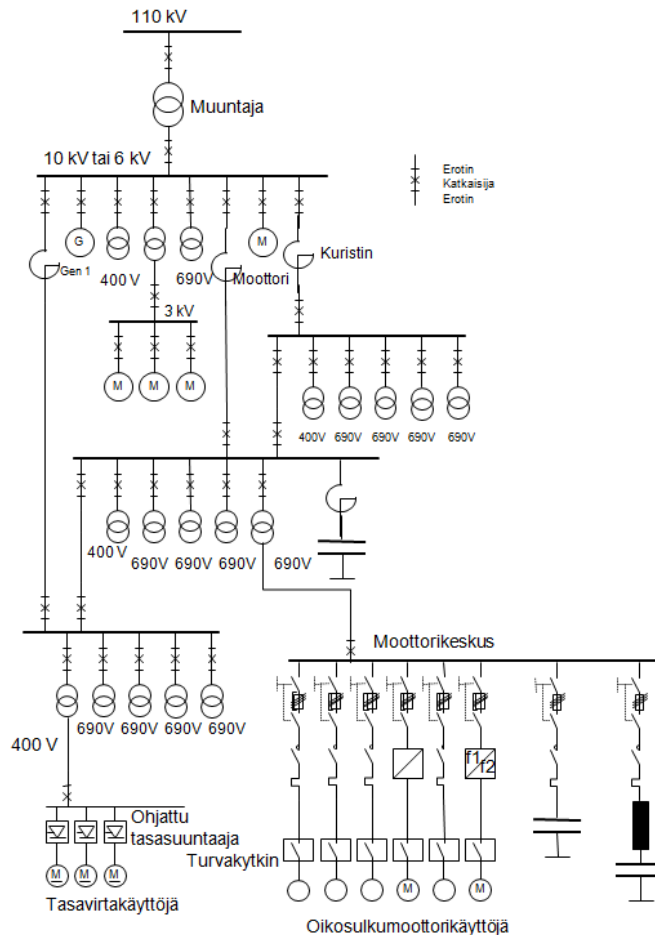 110 kV
Muuntaja
10 kV tai 6 kV
Erotin
Katkaisija
Erotin
G
M
Kuristin
Gen 1
400 V
690V
Moottori
3 kV
M
M
M
400V
690V
690V
690V
690V
400 V
690V
690V
690V
690V
Moottorikeskus
690V
690V
690V
690V
400 V
f1
f2
Ohjattu
tasasuuntaaja
Turvakytkin
M
M
M
M
M
Tasavirtakäyttöjä
Oikosulkumoottorikäyttöjä